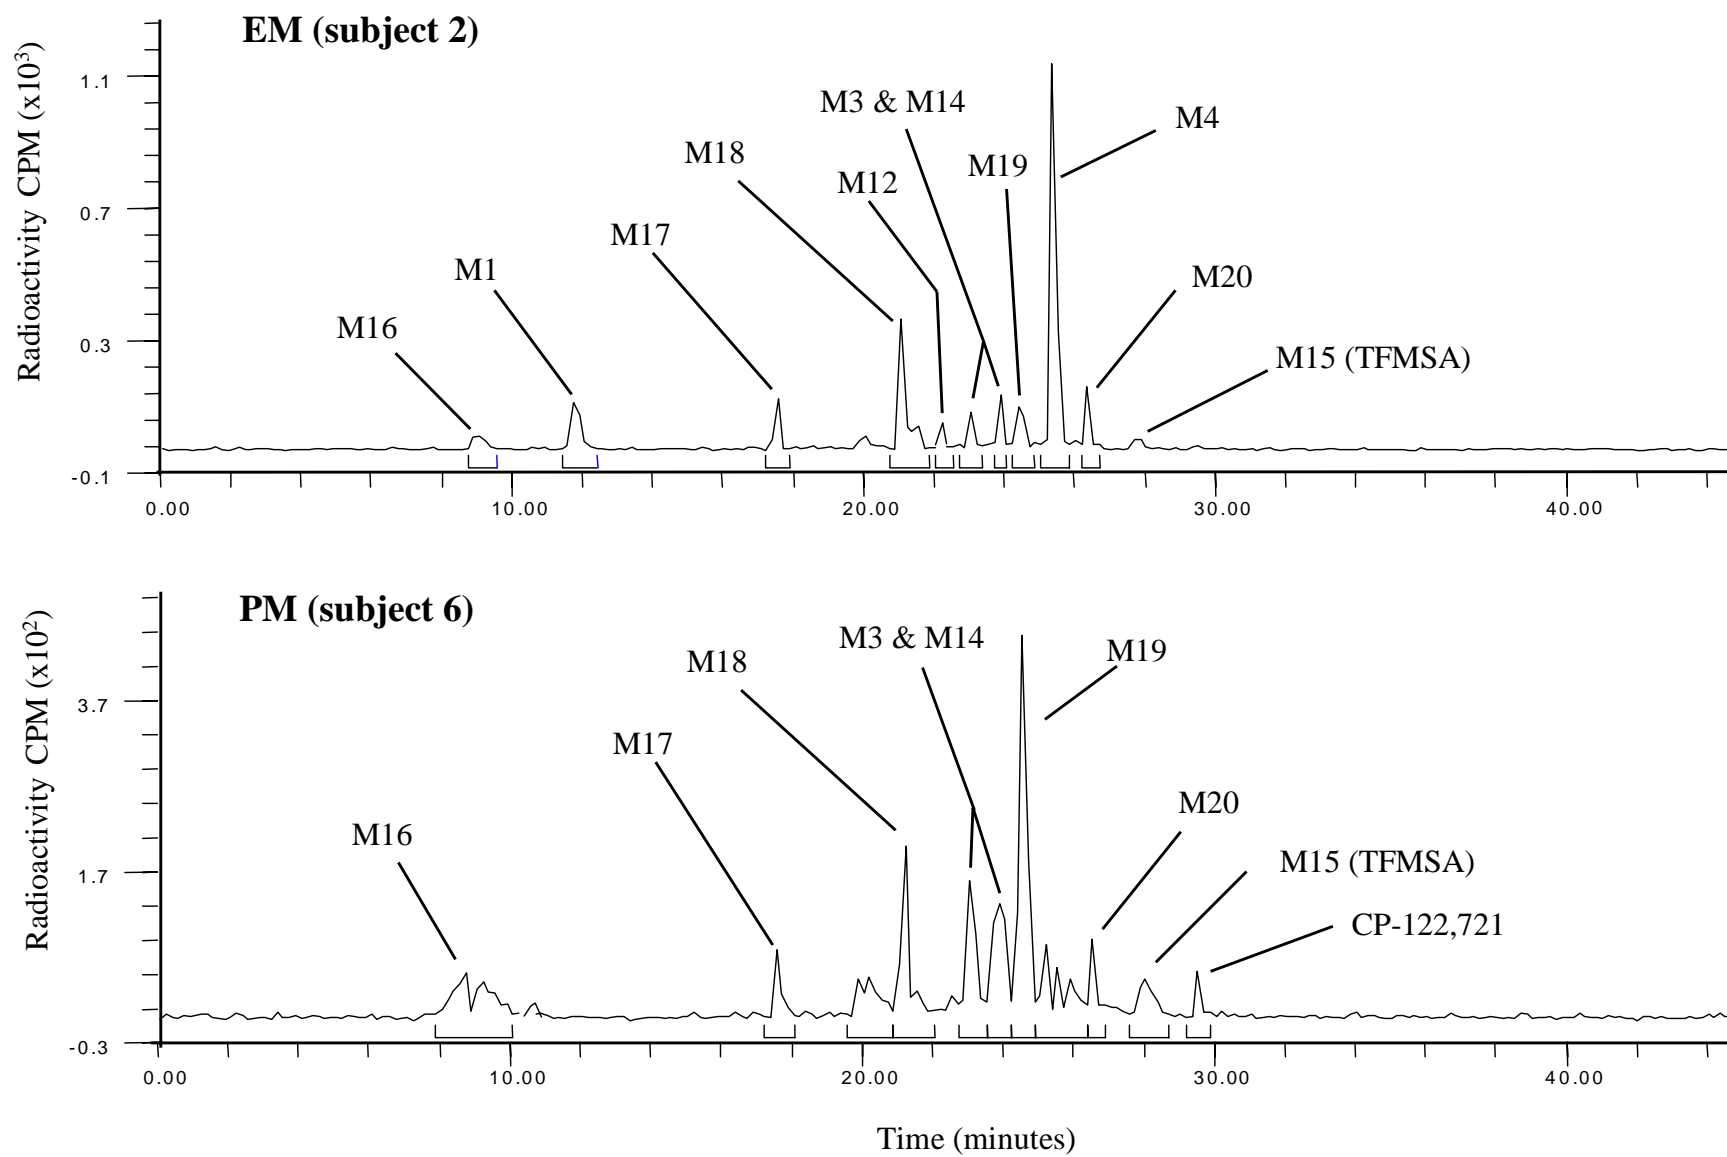 EM (subject 2)
Radioactivity CPM (x10³)
1.1
0.7
0.3
-0.1
M3 & M14
M4
M18
M19
M12
M17
M1
M20
M16
M15 (TFMSA)
0.00 10.00 20.00 30.00 40.00
PM (subject 6)
Radioactivity CPM (x10²)
3.7
1.7
-0.3
M3 & M14
M19
M18
M17
M20
M16
M15 (TFMSA)
CP-122,721
0.00 10.00 20.00 30.00 40.00
Time (minutes)